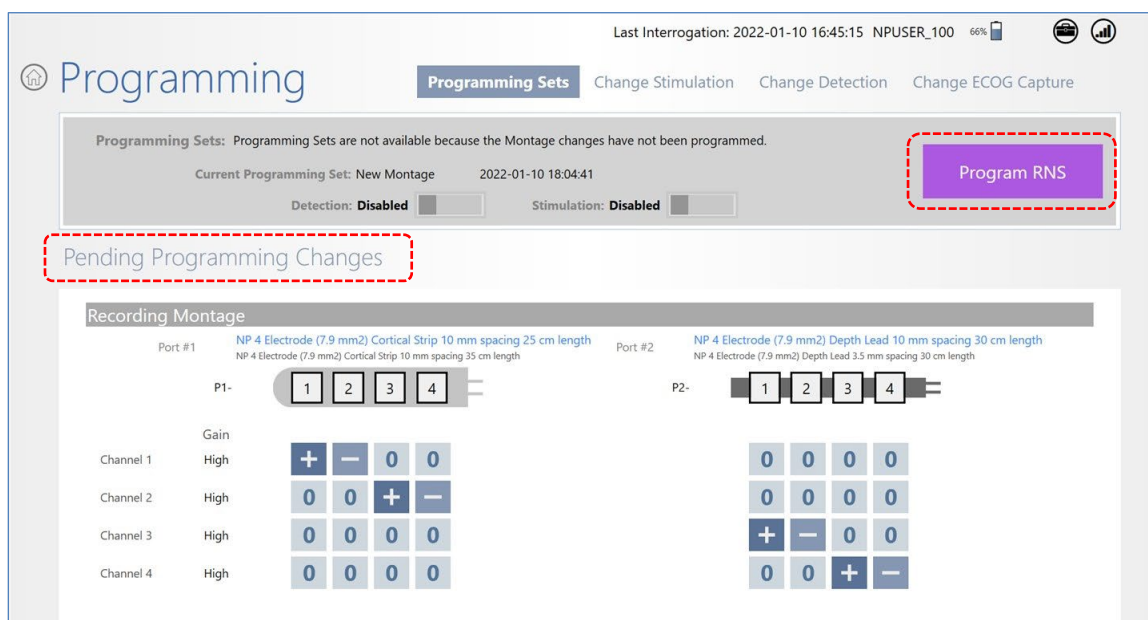 Last Interrogation: 2022-01-10 16:45:15 NPUSER_100 66%
Programming
Programming Sets Change Stimulation Change Detection Change ECOG Capture
Programming Sets: Programming Sets are not available because the Montage changes have not been programmed.
Program RNS
Current Programming Set: New Montage 2022-01-10 18:04:41
Detection: Disabled Stimulation: Disabled
Pending Programming Changes
Recording Montage
Port #1 NP 4 Electrode (7.9 mm2) Cortical Strip 10 mm spacing 25 cm length Port #2 NP 4 Electrode (7.9 mm2) Depth Lead 10 mm spacing 30 cm length
NP 4 Electrode (7.9 mm2) Cortical Strip 10 mm spacing 35 cm length NP 4 Electrode (7.9 mm2) Depth Lead 3.5 mm spacing 30 cm length
P1- 1 2 3 4 P2- 1 2 3 4
Gain
Channel 1 High + − 0 0 0 0 0 0
Channel 2 High 0 0 + − 0 0 0 0
Channel 3 High 0 0 0 0 + − 0 0
Channel 4 High 0 0 0 0 0 0 + −